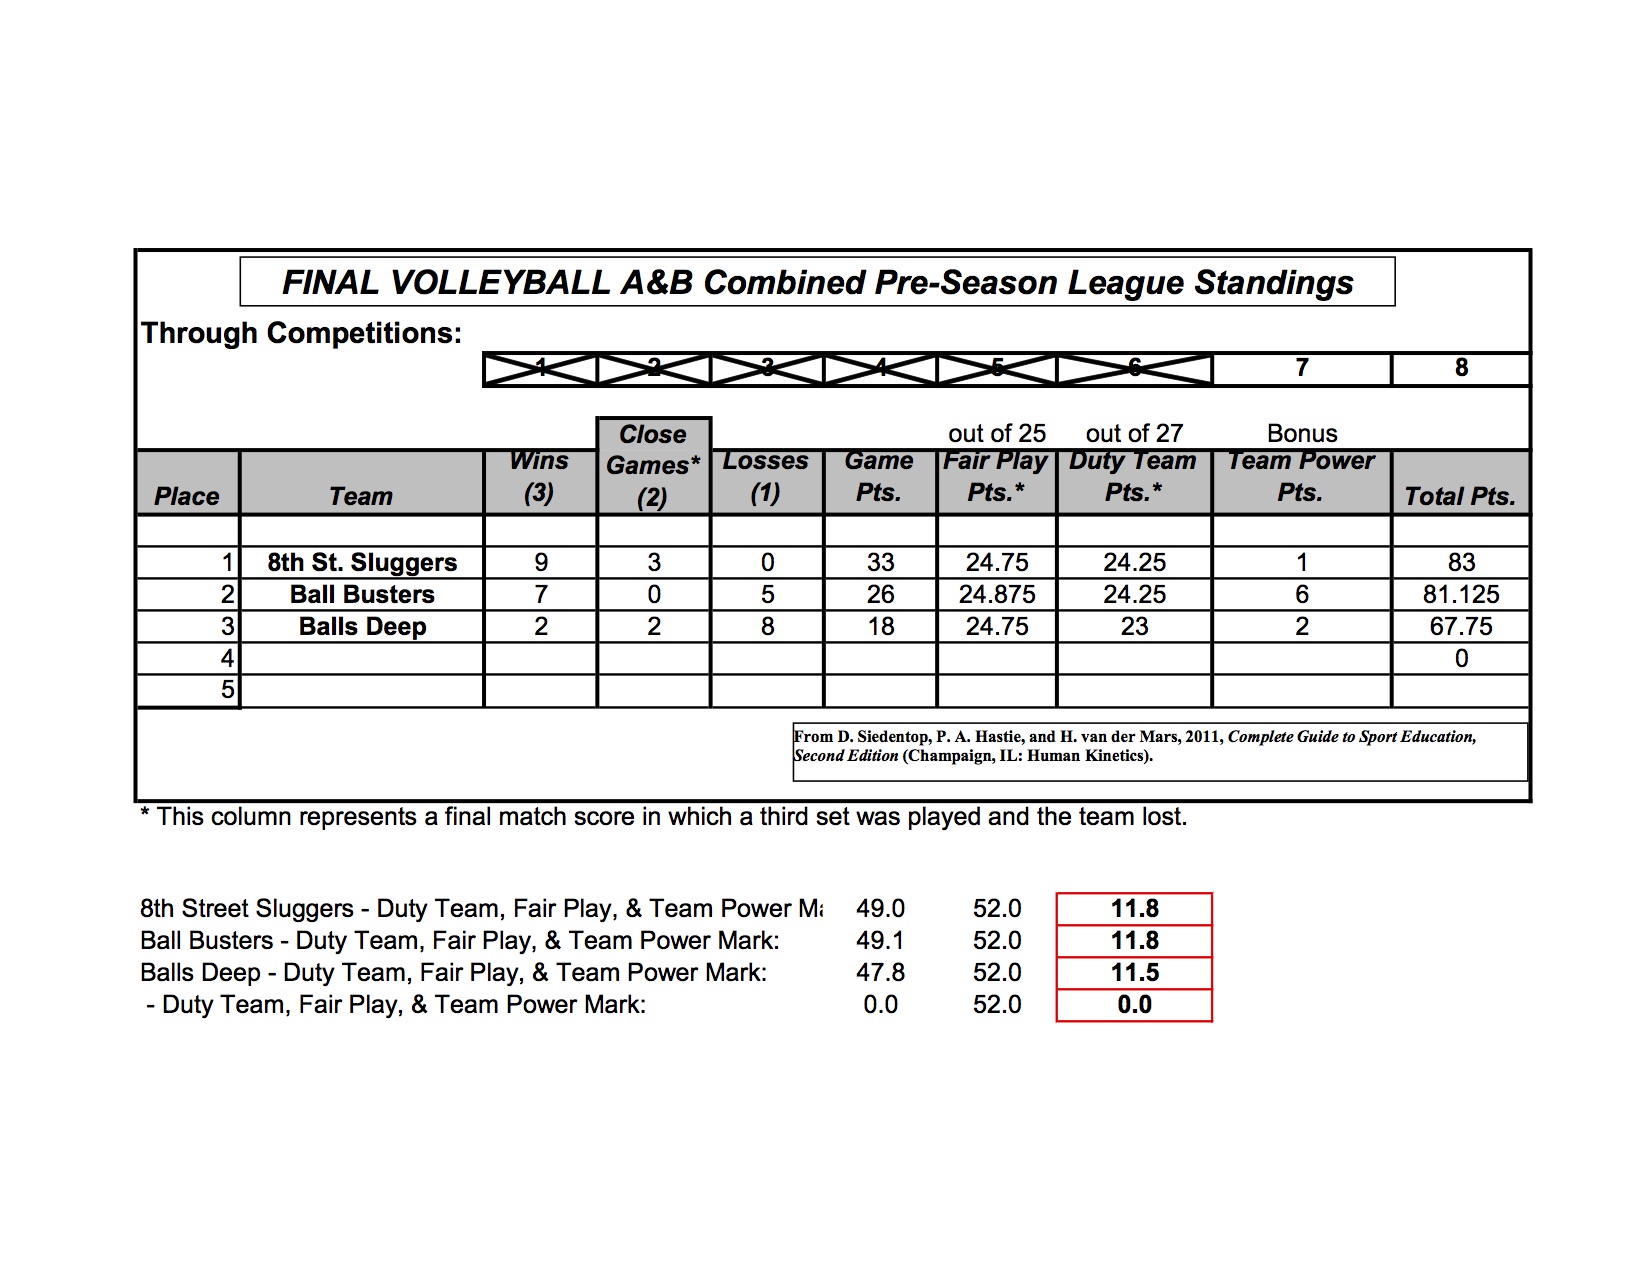 FINAL VOLLEYBALL A&B Combined Pre-Season League Standings
Through Competitions:
1 2 3 4 5 6 7 8
out of 25 out of 27 Bonus
Place Team Wins (3) Close Games* (2) Losses (1) Game Pts. Fair Play Pts.* Duty Team Pts.* Team Power Pts. Total Pts.
1 8th St. Sluggers 9 3 0 33 24.75 24.25 1 83
2 Ball Busters 7 0 5 26 24.875 24.25 6 81.125
3 Balls Deep 2 2 8 18 24.75 23 2 67.75
4 0
5
From D. Siedentop, P. A. Hastie, and H. van der Mars, 2011, Complete Guide to Sport Education,
Second Edition (Champaign, IL: Human Kinetics).
* This column represents a final match score in which a third set was played and the team lost.
8th Street Sluggers - Duty Team, Fair Play, & Team Power Ma 49.0 52.0 11.8
Ball Busters - Duty Team, Fair Play, & Team Power Mark: 49.1 52.0 11.8
Balls Deep - Duty Team, Fair Play, & Team Power Mark: 47.8 52.0 11.5
- Duty Team, Fair Play, & Team Power Mark: 0.0 52.0 0.0